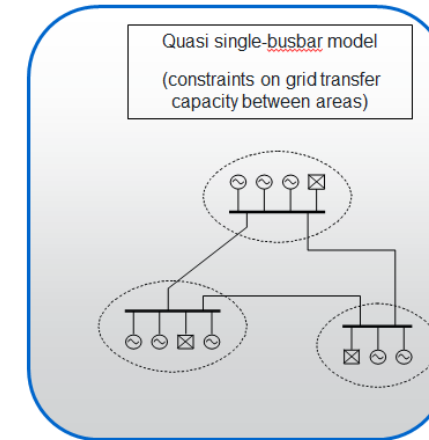 Quasi single-busbar model
(constraints on grid transfer
capacity between areas)